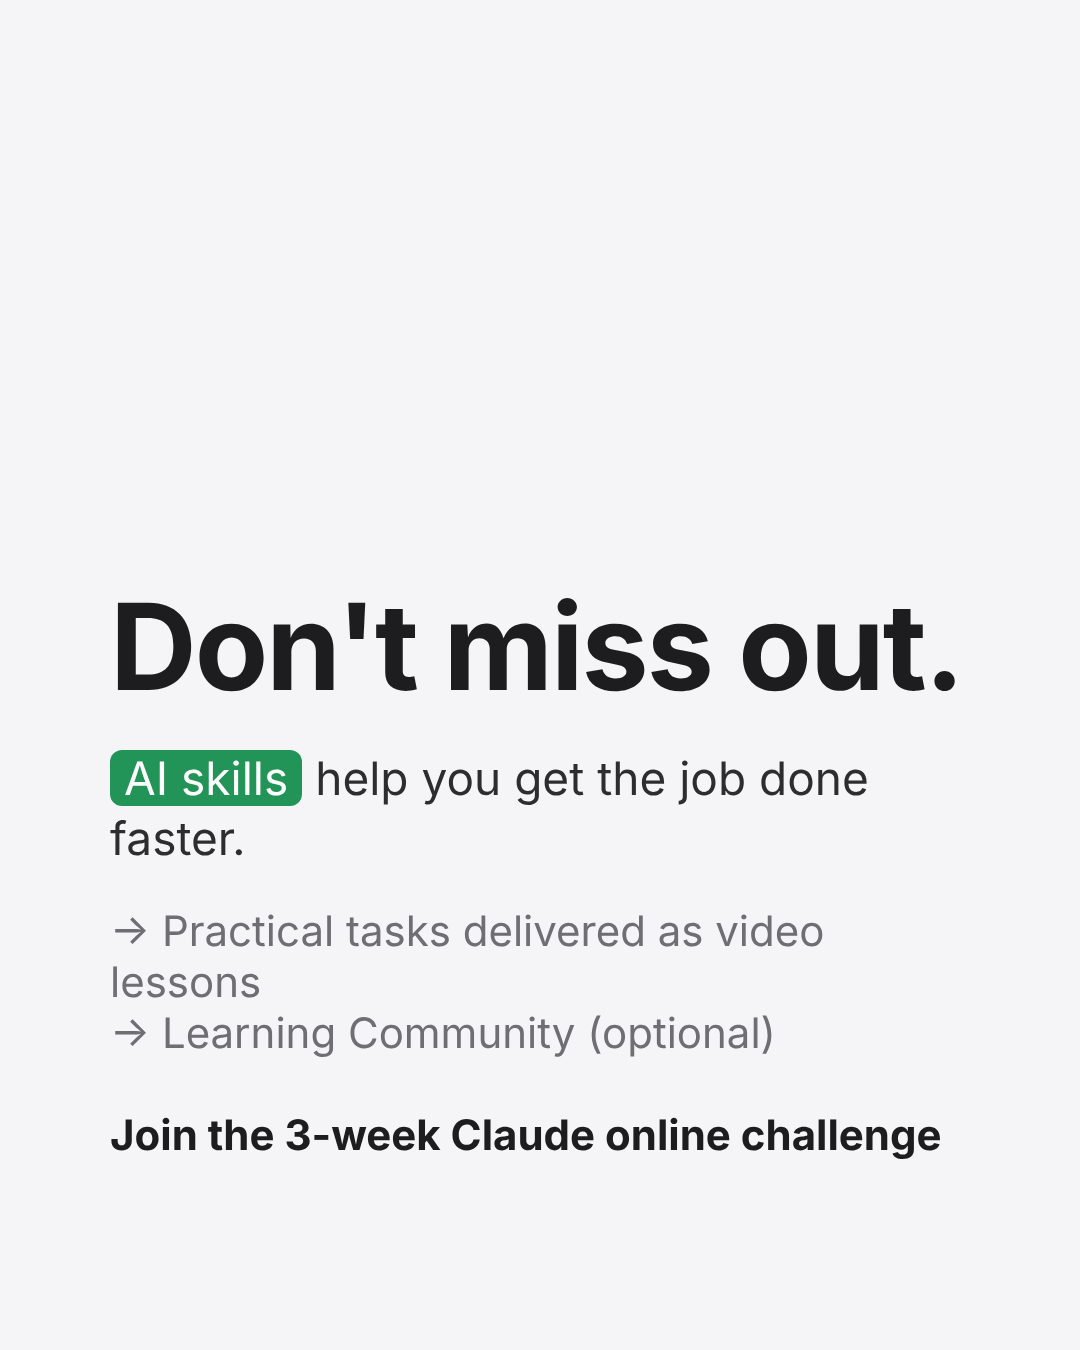 Don't miss out.
AI skills help you get the job done
faster.
→ Practical tasks delivered as video
lessons
→ Learning Community (optional)
Join the 3-week Claude online challenge